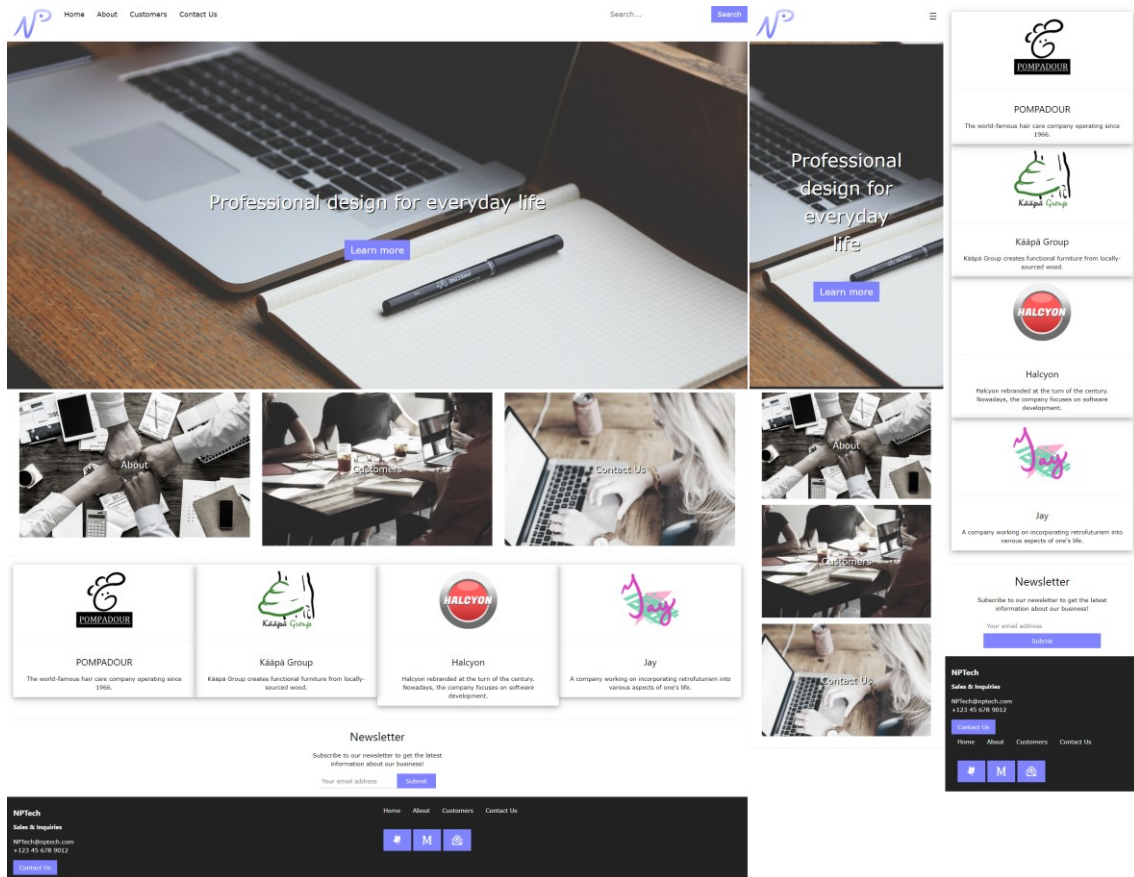 NP
Home About Customers Contact Us
Search...
Search
Professional design for everyday life
Learn more
PRECISE V5
About
Customers
Contact Us
POMPADOUR
POMPADOUR
The world-famous hair care company operating since
1966.
Kääpä Group
Kääpä Group
Kääpä Group creates functional furniture from locally-
sourced wood.
HALCYON
Halcyon
Halcyon rebranded at the turn of the century.
Nowadays, the company focuses on software
development.
Jay
Jay
A company working on incorporating retrofuturism into
various aspects of one's life.
Newsletter
Subscribe to our newsletter to get the latest
information about our business!
Your email address
Submit
NPTech
Sales & Inquiries
NPTech@nptech.com
+123 45 678 9012
Contact Us
Home About Customers Contact Us
M
NP
☰
Professional
design for
everyday
life
Learn more
About
Customers
Contact Us
POMPADOUR
POMPADOUR
The world-famous hair care company operating since
1966.
Kääpä Group
Kääpä Group
Kääpä Group creates functional furniture from locally-
sourced wood.
HALCYON
Halcyon
Halcyon rebranded at the turn of the century.
Nowadays, the company focuses on software
development.
Jay
Jay
A company working on incorporating retrofuturism into
various aspects of one's life.
Newsletter
Subscribe to our newsletter to get the latest
information about our business!
Your email address
Submit
NPTech
Sales & Inquiries
NPTech@nptech.com
+123 45 678 9012
Contact Us
Home About Customers Contact Us
M